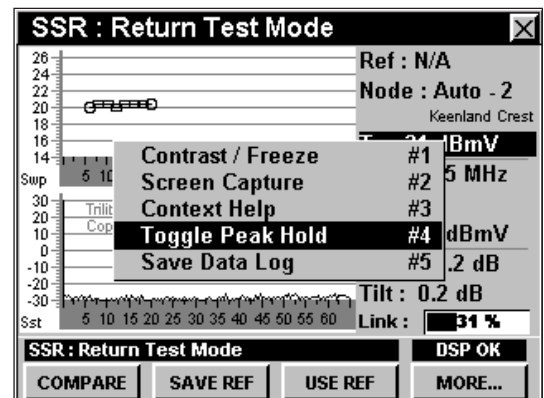 SSR : Return Test Mode
Ref : N/A
Node : Auto - 2
Keenland Crest
26
24
22
20
18
16
14
Swp 5 10
dBmV
5 MHz
Contrast / Freeze #1
Screen Capture #2
Context Help #3
Toggle Peak Hold #4
Save Data Log #5
30
20
10
0
-10
-20
-30
Trilit
Cop
dBmV
.2 dB
Tilt : 0.2 dB
Sst 5 10 15 20 25 30 35 40 45 50 55 60
Link : 31 %
SSR : Return Test Mode DSP OK
COMPARE SAVE REF USE REF MORE...